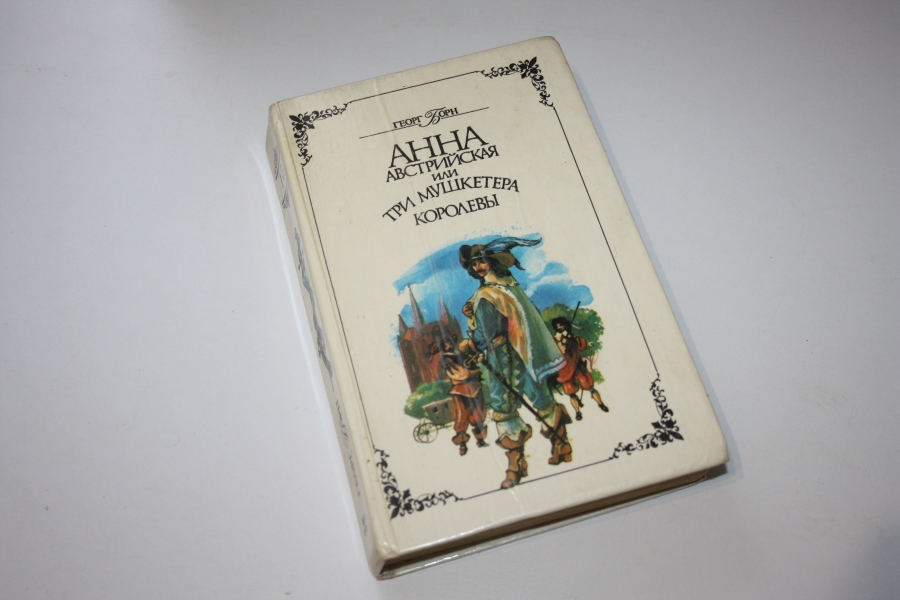 ГЕОРГ БОРН
АННА
АВСТРИЙСКАЯ
ИЛИ
ТРИ МУШКЕТЕРА
КОРОЛЕВЫ